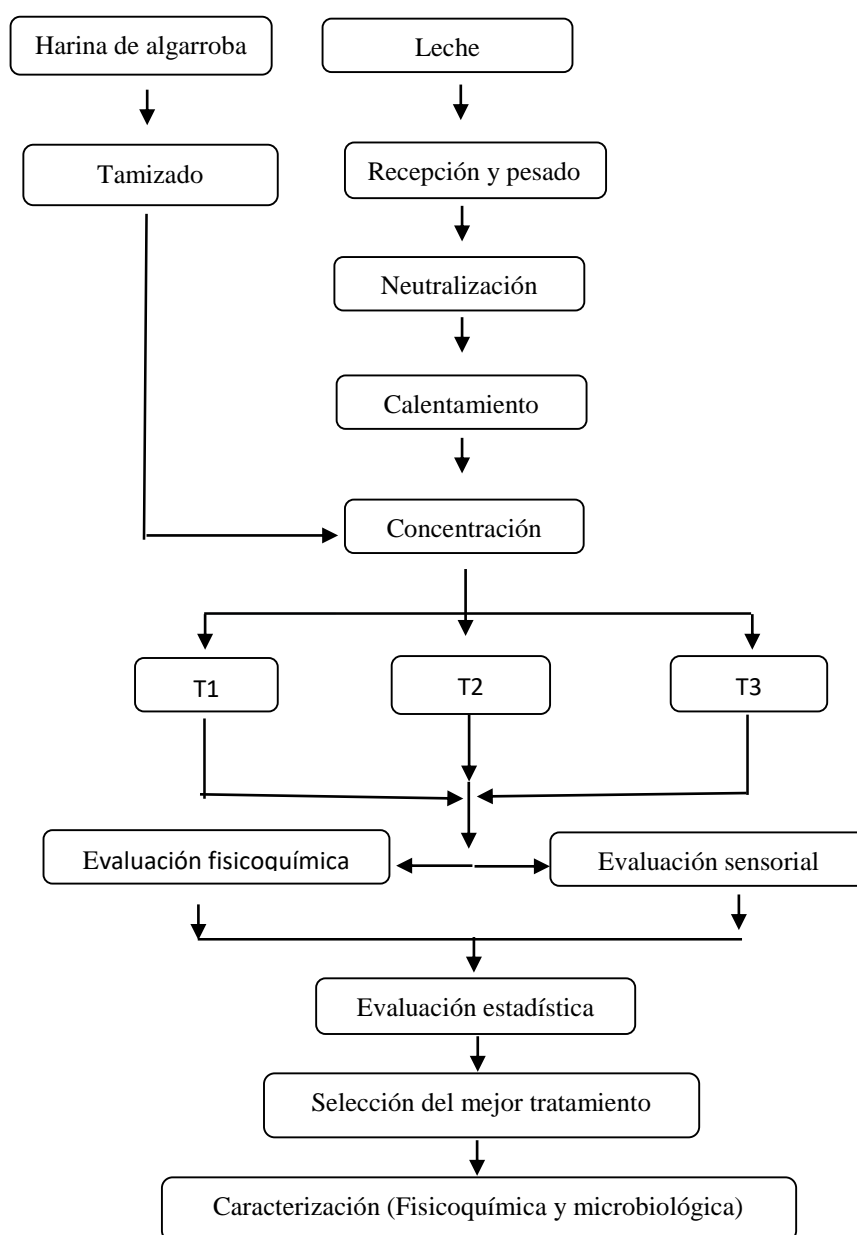 Harina de algarroba
Leche
Tamizado
Recepción y pesado
Neutralización
Calentamiento
Concentración
T1
T2
T3
Evaluación fisicoquímica
Evaluación sensorial
Evaluación estadística
Selección del mejor tratamiento
Caracterización (Fisicoquímica y microbiológica)